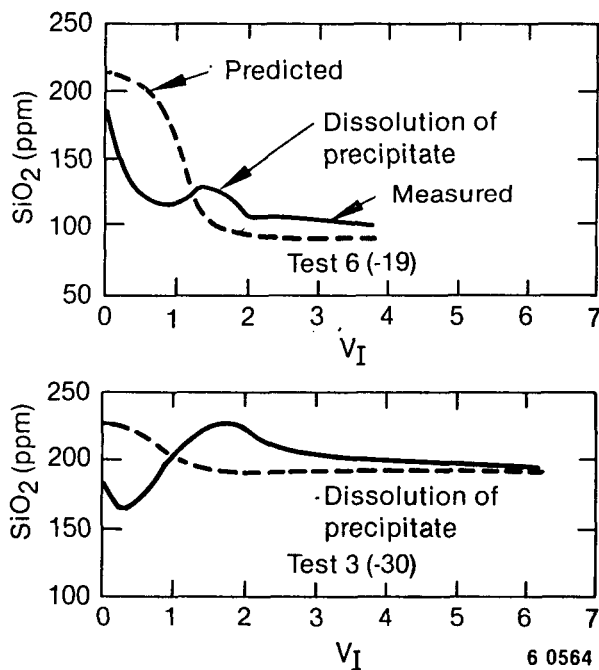 250
200
150
100
50
SiO2 (ppm)
Predicted
Dissolution of
precipitate
Measured
Test 6 (-19)
0 1 2 3 4 5 6 7
VI
250
200
150
100
SiO2 (ppm)
Dissolution of
precipitate
Test 3 (-30)
0 1 2 3 4 5 6 7
VI
6 0564